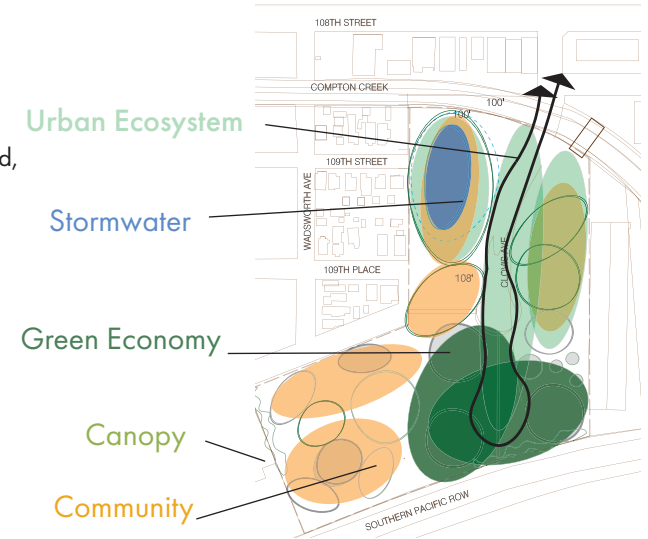 108TH STREET
COMPTON CREEK
100'
100'
Urban Ecosystem
d,
109TH STREET
WADSWORTH AVE
Stormwater
CLOVIS AVE
109TH PLACE
108'
Green Economy
Canopy
Community
SOUTHERN PACIFIC ROW